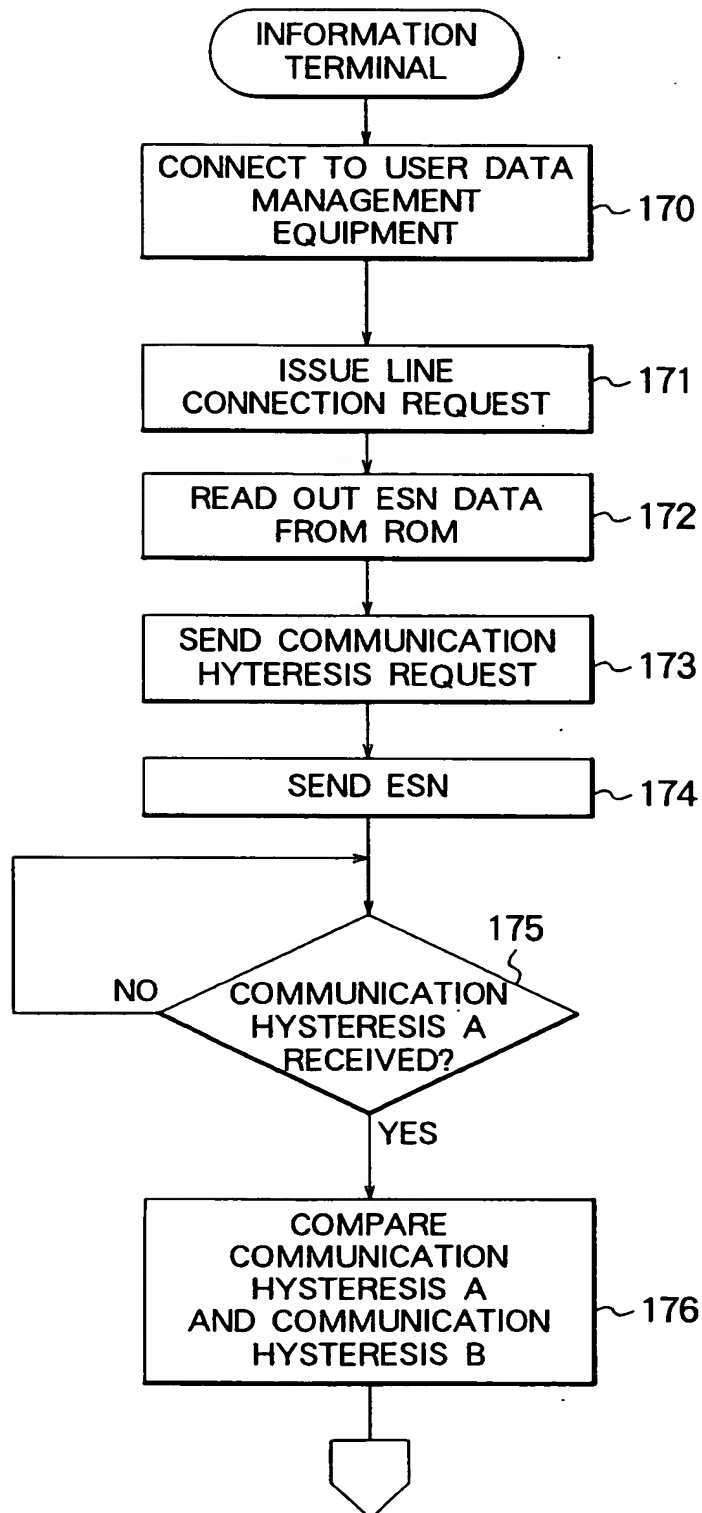 INFORMATION
TERMINAL
CONNECT TO USER DATA
MANAGEMENT
EQUIPMENT
170
ISSUE LINE
CONNECTION REQUEST
171
READ OUT ESN DATA
FROM ROM
172
SEND COMMUNICATION
HYTERESIS REQUEST
173
SEND ESN
174
175
NO
COMMUNICATION
HYSTERESIS A
RECEIVED?
YES
COMPARE
COMMUNICATION
HYSTERESIS A
AND COMMUNICATION
HYSTERESIS B
176